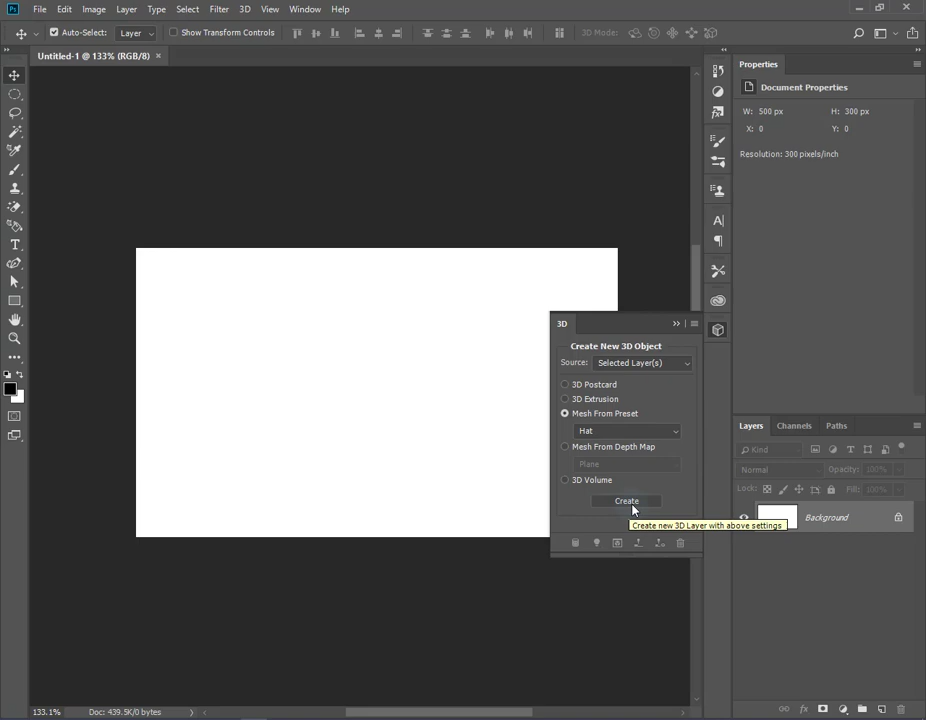 Ps File Edit Image Layer Type Select Filter 3D View Window Help
Auto-Select: Layer Show Transform Controls 3D Mode:
Untitled-1 @ 133% (RGB/8) ×
Properties
Document Properties
W: 500 px H: 300 px
X: 0 Y: 0
Resolution: 300 pixels/inch
3D
Create New 3D Object
Source: Selected Layer(s)
3D Postcard
3D Extrusion
Mesh From Preset
Hat
Mesh From Depth Map
Plane
3D Volume
Create
Create new 3D Layer with above settings
Layers Channels Paths
Kind
Normal Opacity: 100%
Lock: Fill: 100%
Background
133.1% Doc: 439.5K/0 bytes